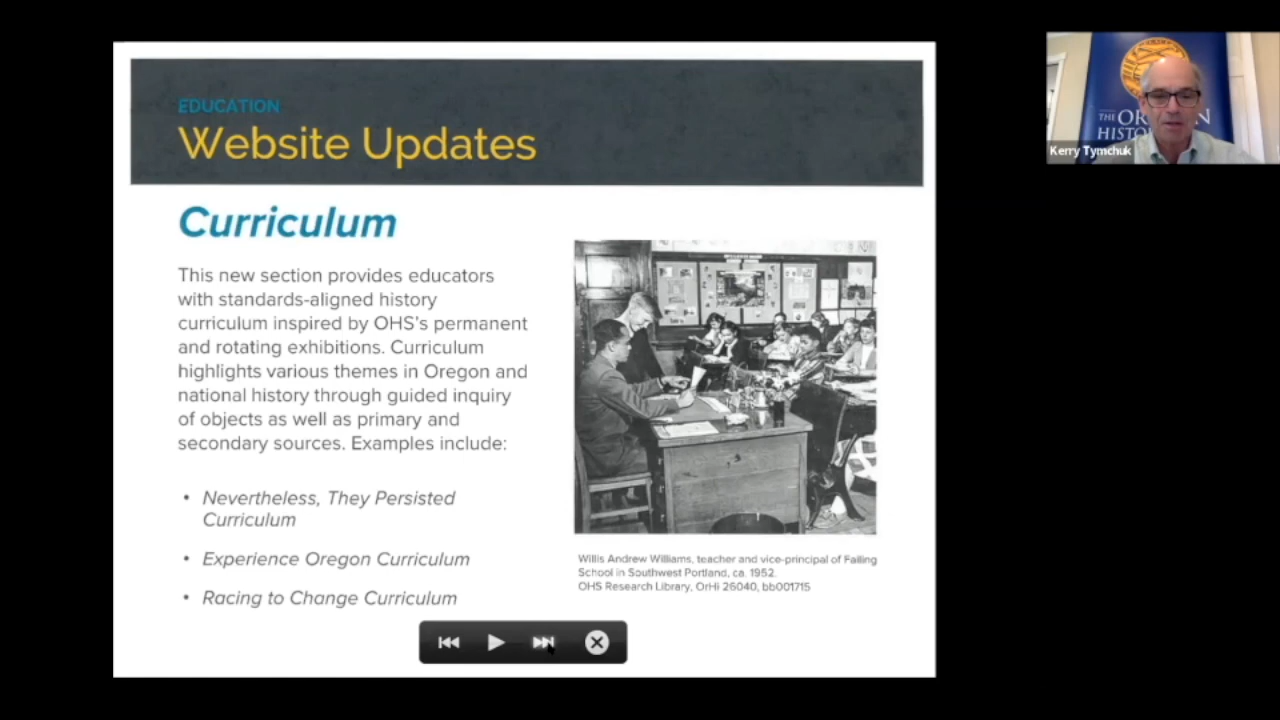 EDUCATION
Website Updates
Curriculum
This new section provides educators
with standards-aligned history
curriculum inspired by OHS's permanent
and rotating exhibitions. Curriculum
highlights various themes in Oregon and
national history through guided inquiry
of objects as well as primary and
secondary sources. Examples include:
• Nevertheless, They Persisted
Curriculum
• Experience Oregon Curriculum
• Racing to Change Curriculum
Willis Andrew Williams, teacher and vice-principal of Failing
School in Southwest Portland, ca. 1952.
OHS Research Library, OrHi 26040, bb001715
THE OR N
HIST
Kerry Tymchuk